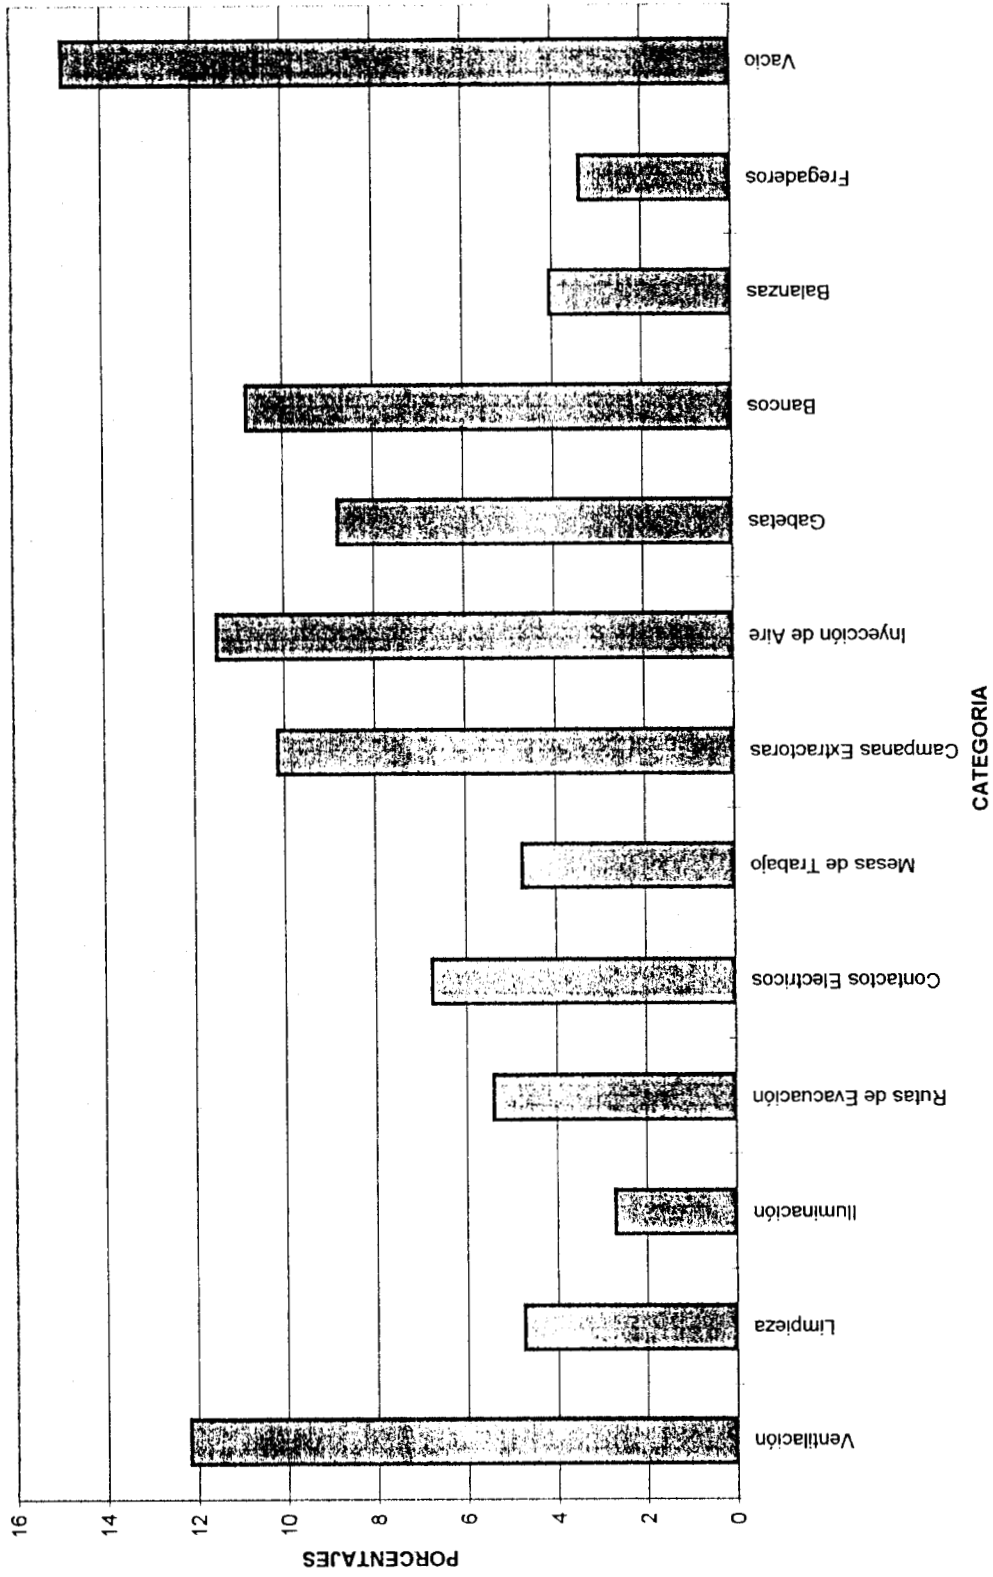 PORCENTAJES
16
14
12
10
8
6
4
2
0
Ventilación
Limpieza
Iluminación
Rutas de Evacuación
Contactos Electricos
Mesas de Trabajo
Campanas Extractoras
Inyección de Aire
Gabetas
Bancos
Balanzas
Fregaderos
Vacio
CATEGORIA